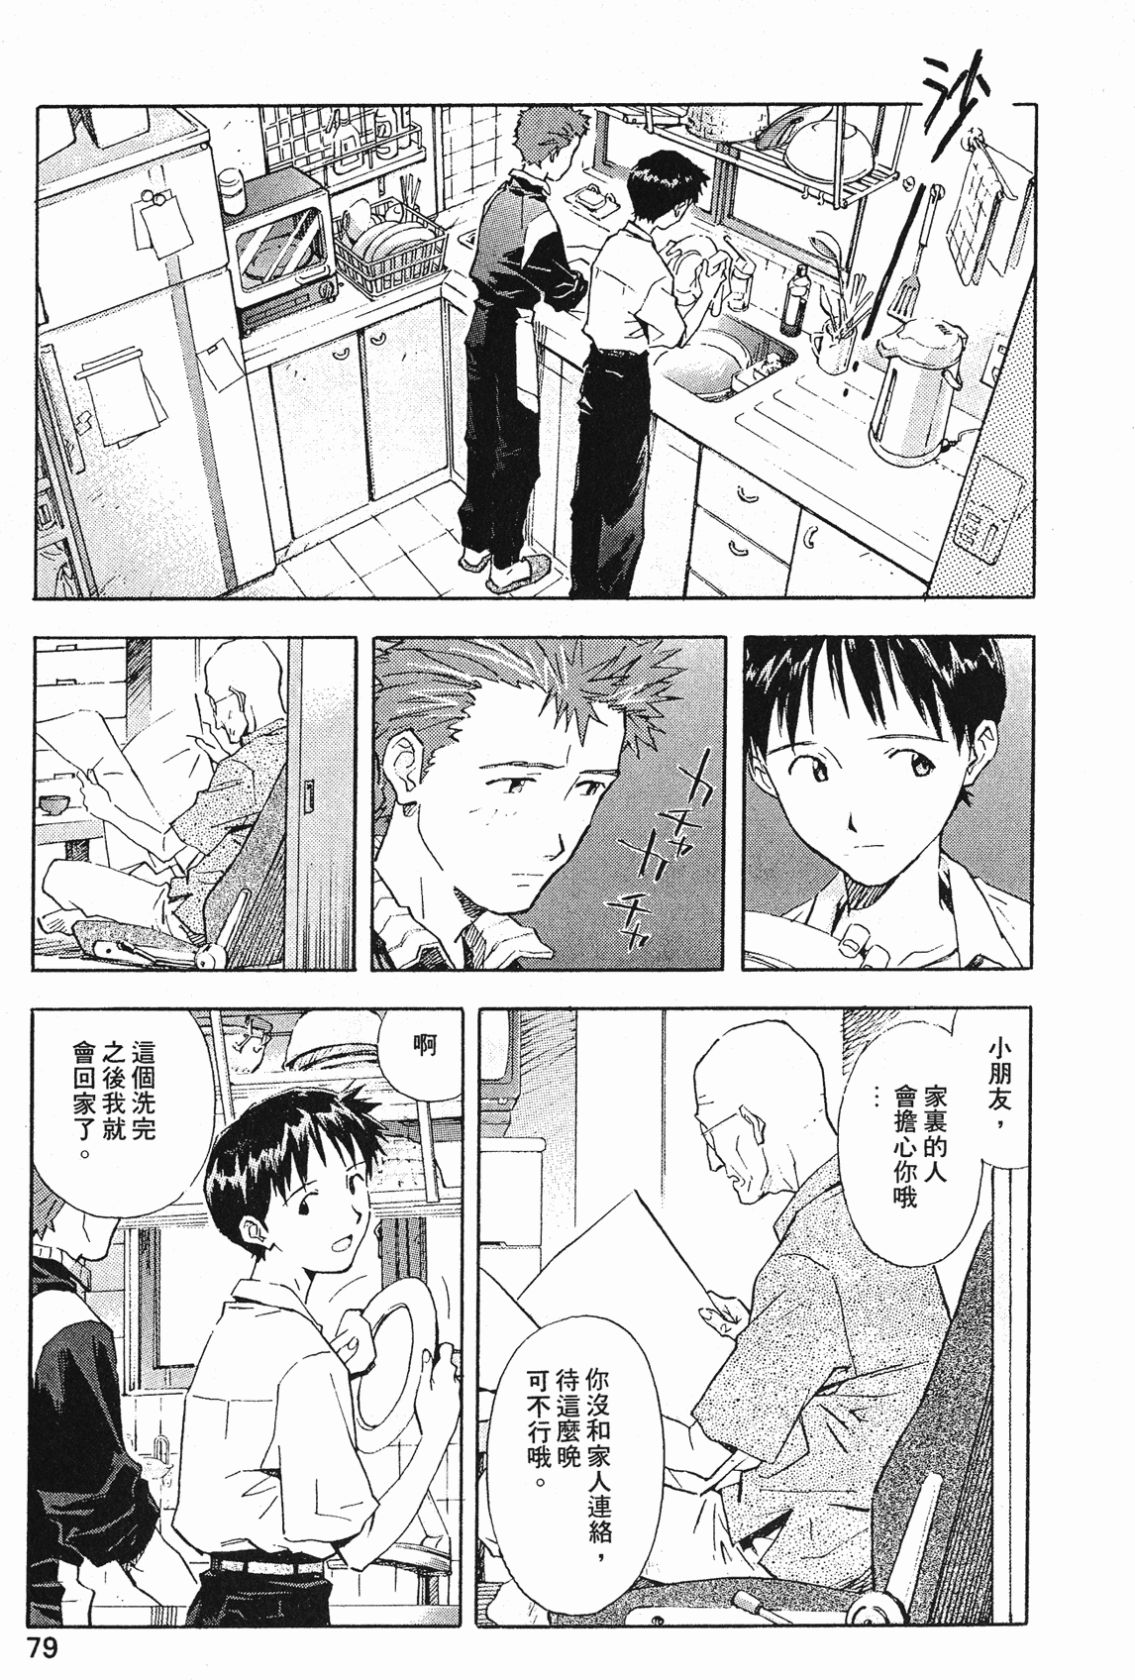 沙
カ
チャ
カ
チャ
小朋友，
家裏的人
會擔心你哦
…
你沒和家人連絡，
待這麼晚
可不行哦。
啊
這個洗完
之後我就
會回家了。
79